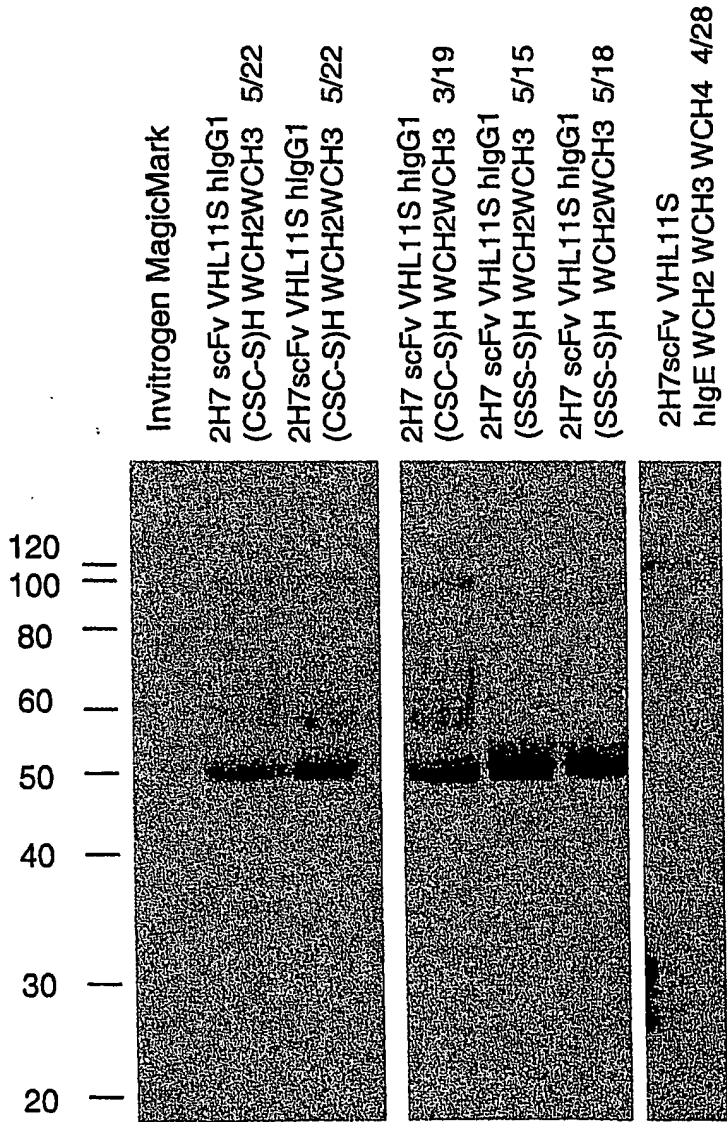 Invitrogen MagicMark
2H7 scFv VHL11S hIgG1
(CSC-S)H WCH2WCH3 5/22
2H7scFv VHL11S hIgG1
(CSC-S)H WCH2WCH3 5/22
2H7 scFv VHL11S hIgG1
(CSC-S)H WCH2WCH3 3/19
2H7 scFv VHL11S hIgG1
(SSS-S)H WCH2WCH3 5/15
2H7 scFv VHL11S hIgG1
(SSS-S)H WCH2WCH3 5/18
2H7scFv VHL11S
hIgE WCH2 WCH3 WCH4 4/28
120
100
80
60
50
40
30
20